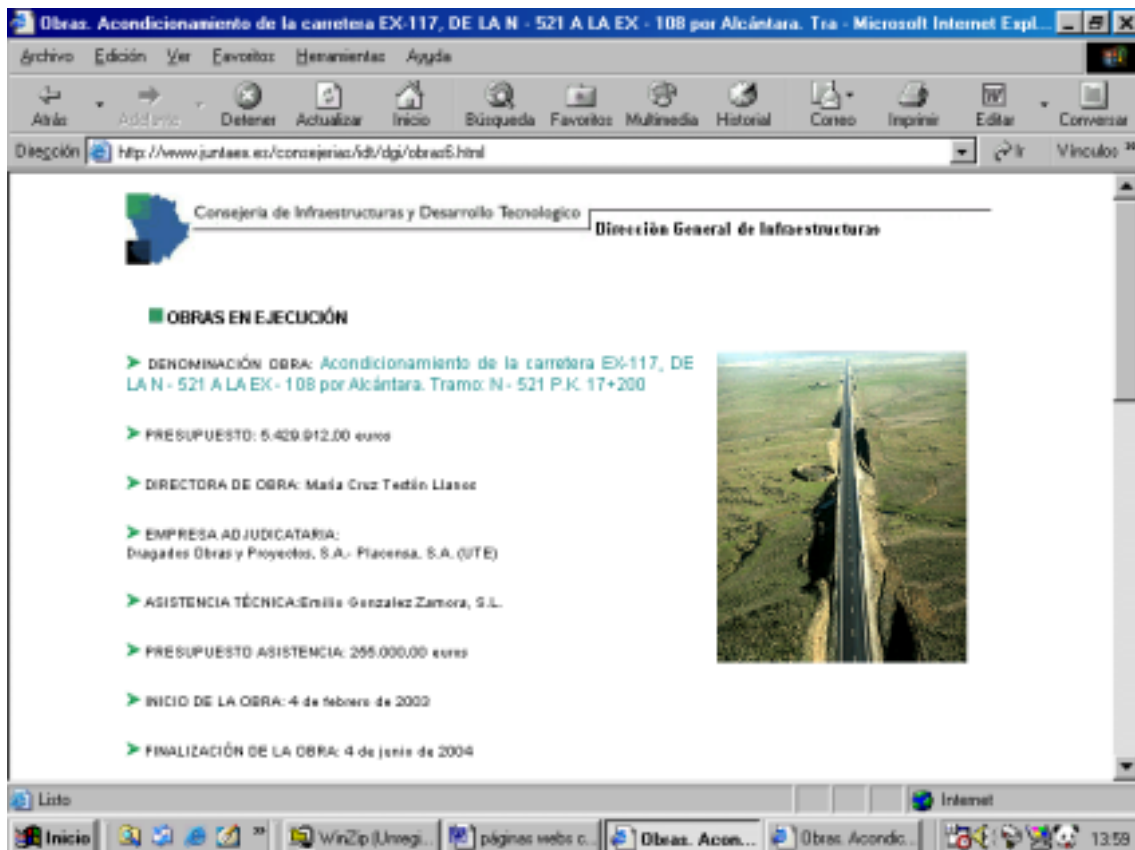 Obras. Acondicionamiento de la carretera EX-117, DE LA N - 521 A LA EX - 108 por Alcántara. Tra - Microsoft Internet Expl...
Archivo Edición Ver Favoritos Herramientas Ayuda
Atrás Adelante Detener Actualizar Inicio Búsqueda Favoritos Multimedia Historial Correo Imprimir Editar Conversar
Dirección http://www.juntaex.es/consejerias/idt/dgi/obras5.html Ir Vínculos »
Consejería de Infraestructuras y Desarrollo Tecnologico
Dirección General de Infraestructuras
OBRAS EN EJECUCIÓN
DENOMINACIÓN OBRA: Acondicionamiento de la carretera EX-117, DE
LA N - 521 A LA EX - 108 por Alcántara. Tramo: N - 521 P.K. 17+200
PRESUPUESTO: 5.429.912,00 euros
DIRECTORA DE OBRA: María Cruz Llanos
EMPRESA ADJUDICATARIA:
Dragados Obras y Proyectos, S.A.- Placonsa, S.A. (UTE)
ASISTENCIA TÉCNICA:Emilio Gonzalez Zamora, S.L.
PRESUPUESTO ASISTENCIA: 255.000,00 euros
INICIO DE LA OBRA: 4 de febrero de 2003
FINALIZACIÓN DE LA OBRA: 4 de junio de 2004
Listo Internet
Inicio » WinZip (Unregi... páginas webs c... Obras. Acon... Obras. Acondic... 13:59